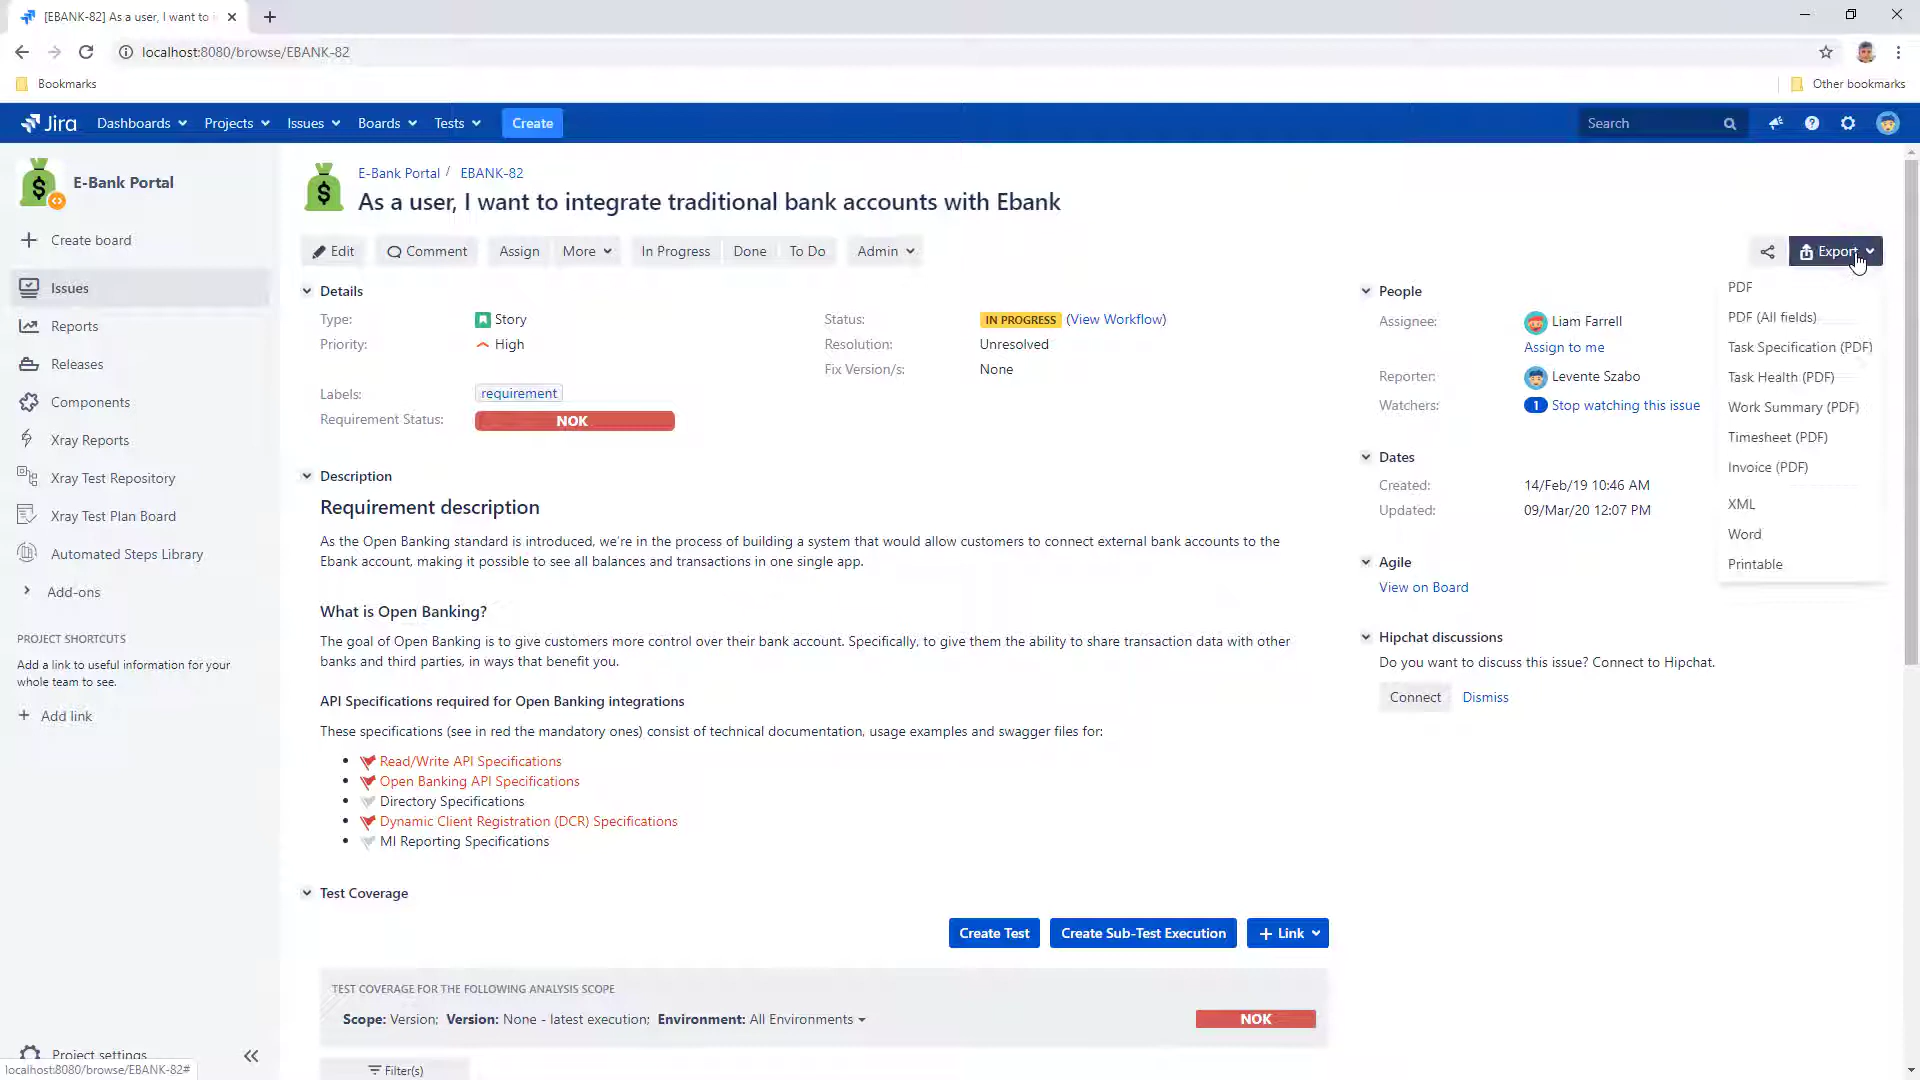 [EBANK-82] As a user, I want to i
localhost:8080/browse/EBANK-82
Bookmarks
Other bookmarks
Jira
Dashboards
Projects
Issues
Boards
Tests
Create
Search
E-Bank Portal
Create board
Issues
Reports
Releases
Components
Xray Reports
Xray Test Repository
Xray Test Plan Board
Automated Steps Library
Add-ons
PROJECT SHORTCUTS
Add a link to useful information for your
whole team to see.
Add link
Project settings
localhost:8080/browse/EBANK-82#
E-Bank Portal / EBANK-82
As a user, I want to integrate traditional bank accounts with Ebank
Edit
Comment
Assign
More
In Progress
Done
To Do
Admin
Export
Details
Type: Story
Priority: High
Labels: requirement
Requirement Status: NOK
Status: IN PROGRESS (View Workflow)
Resolution: Unresolved
Fix Version/s: None
Description
Requirement description
As the Open Banking standard is introduced, we're in the process of building a system that would allow customers to connect external bank accounts to the
Ebank account, making it possible to see all balances and transactions in one single app.
What is Open Banking?
The goal of Open Banking is to give customers more control over their bank account. Specifically, to give them the ability to share transaction data with other
banks and third parties, in ways that benefit you.
API Specifications required for Open Banking integrations
These specifications (see in red the mandatory ones) consist of technical documentation, usage examples and swagger files for:
Read/Write API Specifications
Open Banking API Specifications
Directory Specifications
Dynamic Client Registration (DCR) Specifications
MI Reporting Specifications
Test Coverage
Create Test
Create Sub-Test Execution
+ Link
TEST COVERAGE FOR THE FOLLOWING ANALYSIS SCOPE
Scope: Version; Version: None - latest execution; Environment: All Environments
NOK
Filter(s)
People
Assignee: Liam Farrell
Assign to me
Reporter: Levente Szabo
Watchers: 1 Stop watching this issue
Dates
Created: 14/Feb/19 10:46 AM
Updated: 09/Mar/20 12:07 PM
Agile
View on Board
Hipchat discussions
Do you want to discuss this issue? Connect to Hipchat.
Connect
Dismiss
PDF
PDF (All fields)
Task Specification (PDF)
Task Health (PDF)
Work Summary (PDF)
Timesheet (PDF)
Invoice (PDF)
XML
Word
Printable